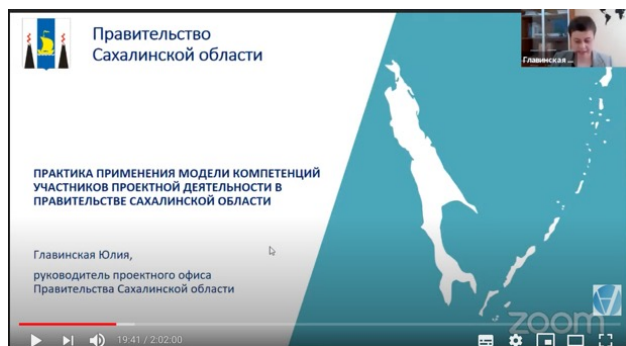 Правительство
Сахалинской области
Главинская ...
ПРАКТИКА ПРИМЕНЕНИЯ МОДЕЛИ КОМПЕТЕНЦИЙ
УЧАСТНИКОВ ПРОЕКТНОЙ ДЕЯТЕЛЬНОСТИ В
ПРАВИТЕЛЬСТВЕ САХАЛИНСКОЙ ОБЛАСТИ
Главинская Юлия,
руководитель проектного офиса
Правительства Сахалинской области
zoom
19:41 / 2:02:00